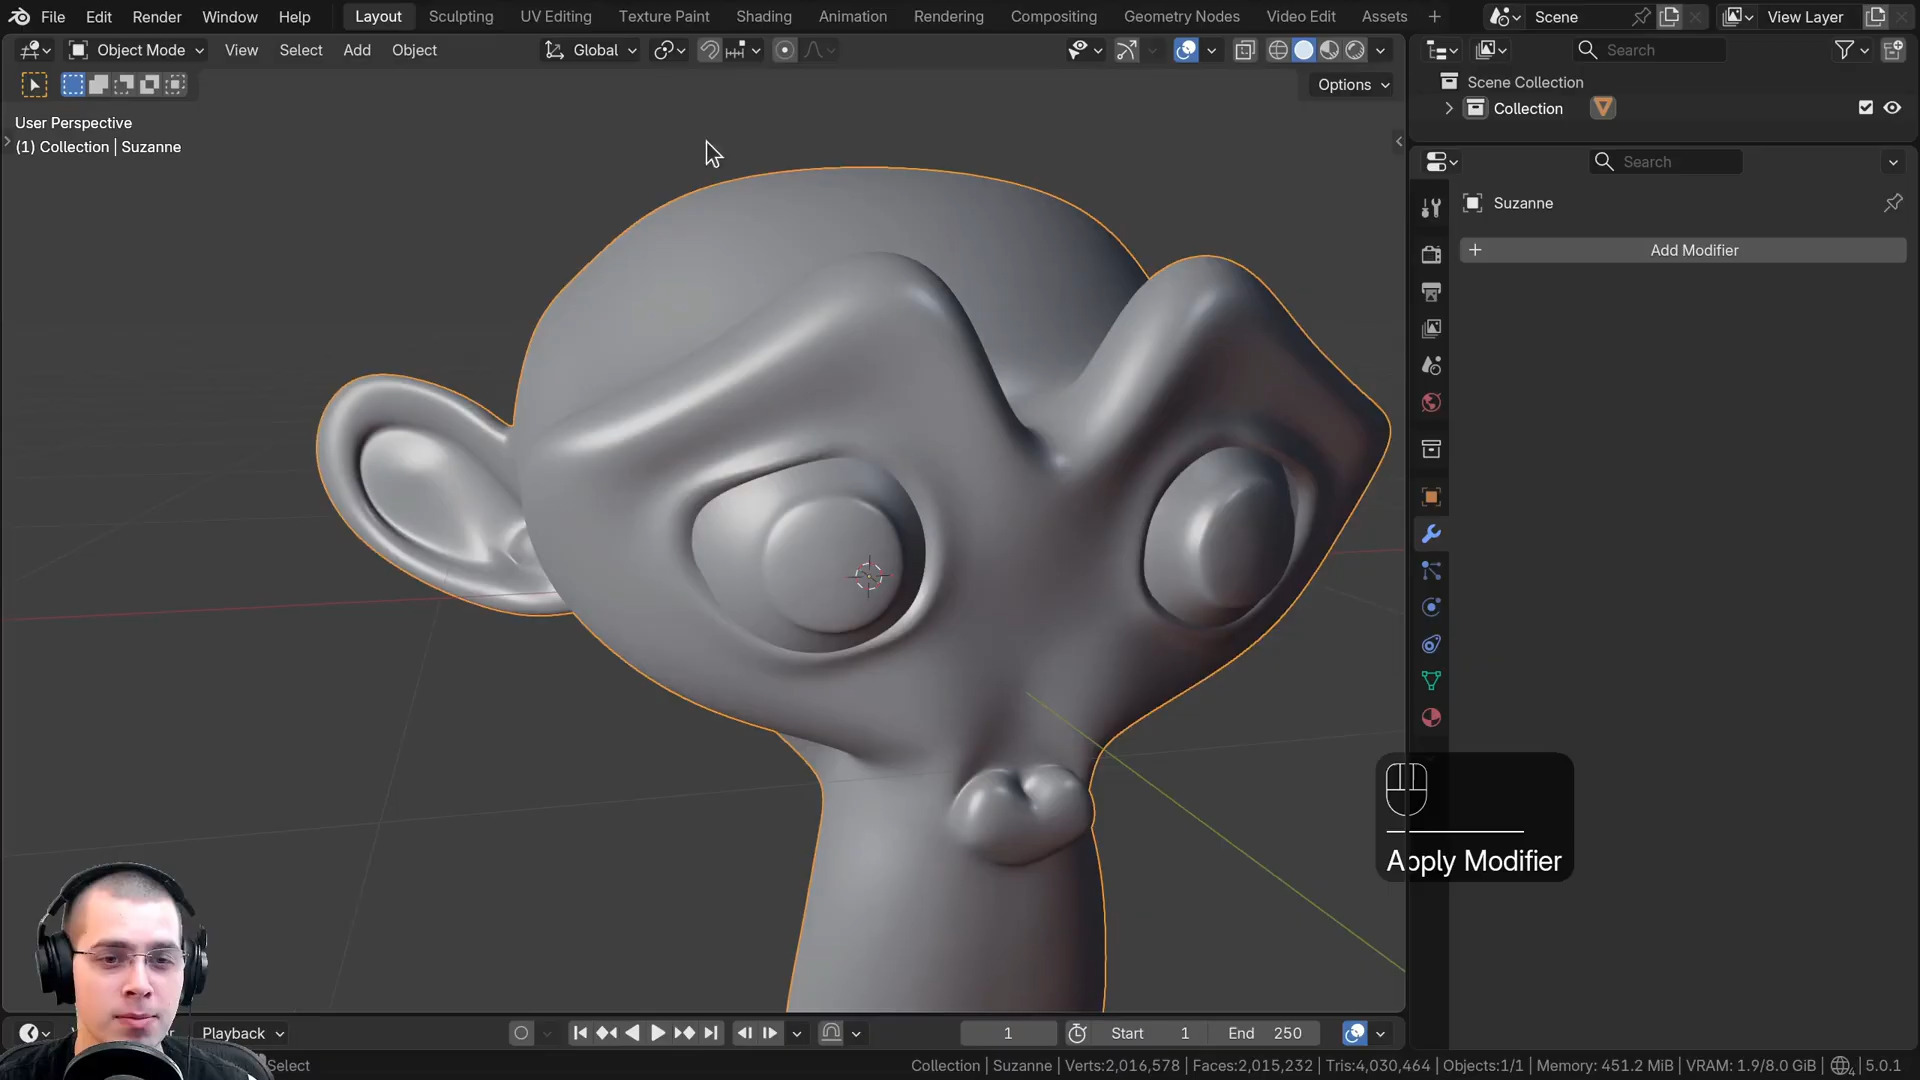 File Edit Render Window Help Layout Sculpting UV Editing Texture Paint Shading Animation Rendering Compositing Geometry Nodes Video Edit Assets + Scene View Layer
Object Mode View Select Add Object Global Search
Options
User Perspective
(1) Collection | Suzanne
Scene Collection
Collection
Search
Suzanne
+ Add Modifier
Apply Modifier
Playback 1 Start 1 End 250
Select
Collection | Suzanne | Verts:2,016,578 | Faces:2,015,232 | Tris:4,030,464 | Objects:1/1 | Memory: 451.2 MiB | VRAM: 1.9/8.0 GiB | 4 | 5.0.1